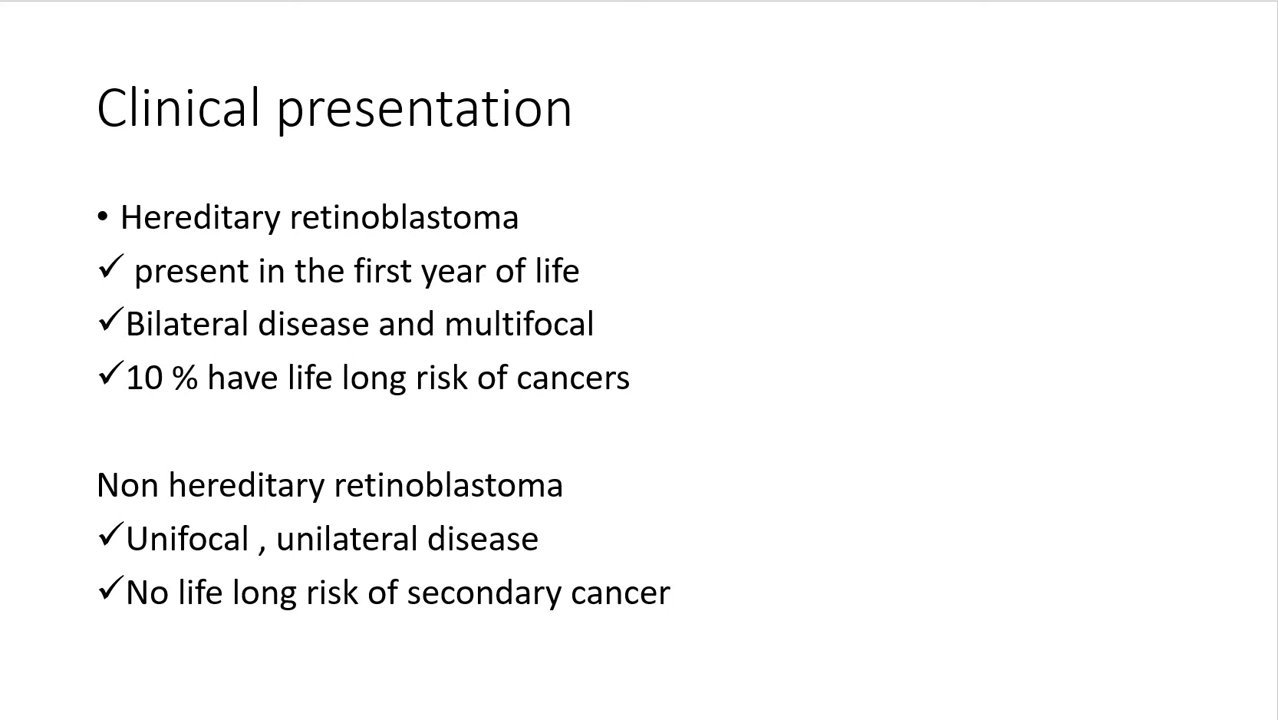 Clinical presentation
• Hereditary retinoblastoma
✓ present in the first year of life
✓Bilateral disease and multifocal
✓10 % have life long risk of cancers
Non hereditary retinoblastoma
✓Unifocal , unilateral disease
✓No life long risk of secondary cancer